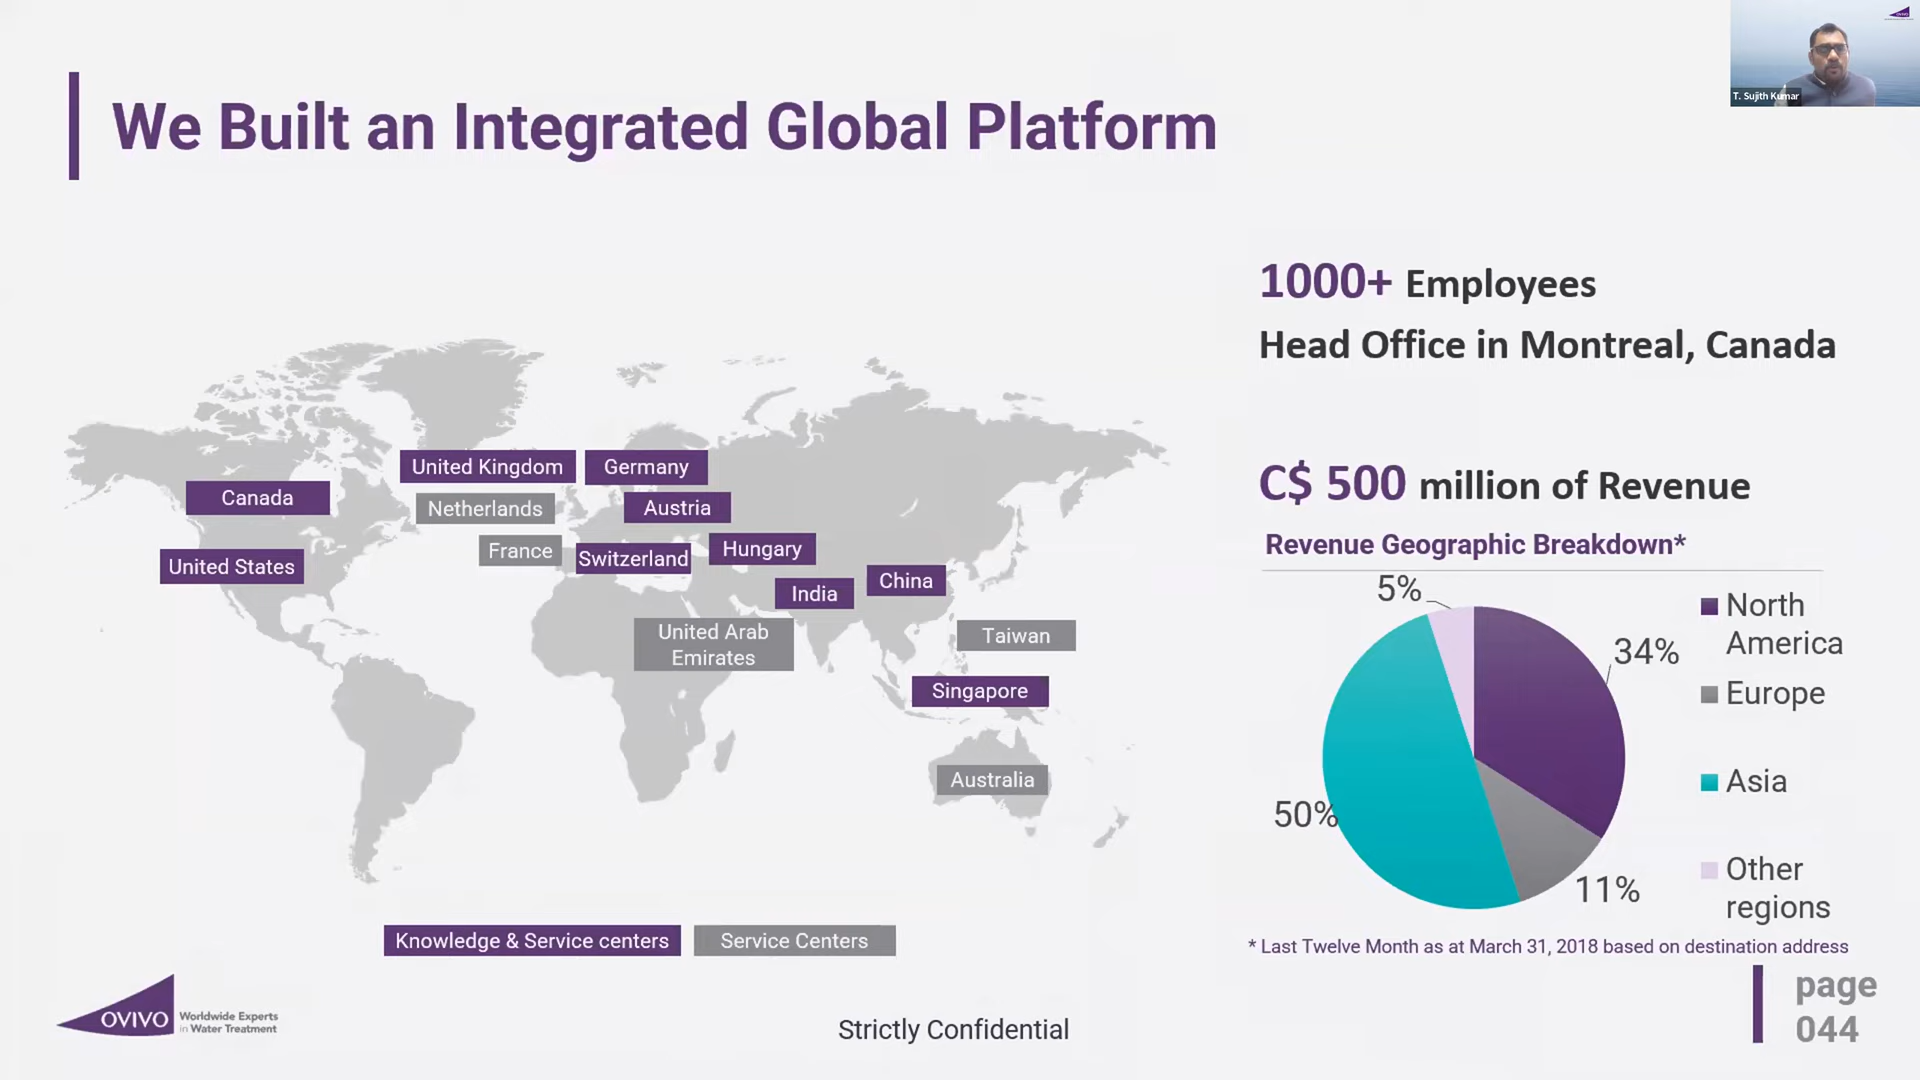 OVIVO
T. Sujith Kumar
We Built an Integrated Global Platform
1000+ Employees
Head Office in Montreal, Canada
United Kingdom
Germany
Canada
Netherlands
Austria
United States
France
Switzerland
Hungary
India
China
United Arab
Emirates
Taiwan
Singapore
Australia
Knowledge & Service centers
Service Centers
C$ 500 million of Revenue
Revenue Geographic Breakdown*
5%
34%
50%
11%
North
America
Europe
Asia
Other
regions
* Last Twelve Month as at March 31, 2018 based on destination address
OVIVO
Worldwide Experts
in Water Treatment
Strictly Confidential
page
044